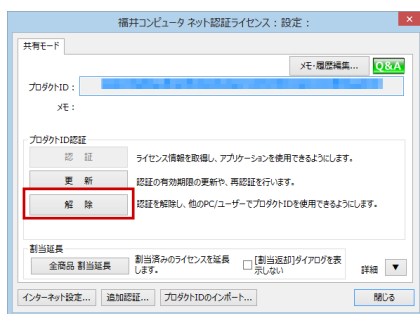 福井コンピュータ ネット認証ライセンス：設定：
共有モード
メモ・履歴編集...
Q&A
プロダクトID：
メモ：
プロダクトID認証
認　証
ライセンス情報を取得し、アプリケーションを使用できるようにします。
更　新
認証の有効期限の更新や、再認証を行います。
解　除
認証を解除し、他のPC/ユーザーでプロダクトIDを使用できるようにします。
割当延長
全商品 割当延長
割当済みのライセンスを延長
します。
[割当返却]ダイアログを表
示しない
詳細
インターネット設定...
追加認証...
プロダクトIDのインポート...
閉じる